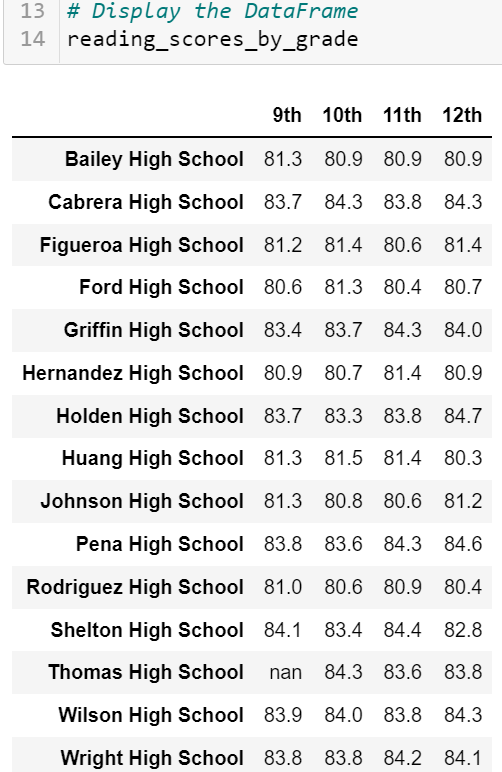 13 # Display the DataFrame
14 reading_scores_by_grade
9th 10th 11th 12th
Bailey High School 81.3 80.9 80.9 80.9
Cabrera High School 83.7 84.3 83.8 84.3
Figueroa High School 81.2 81.4 80.6 81.4
Ford High School 80.6 81.3 80.4 80.7
Griffin High School 83.4 83.7 84.3 84.0
Hernandez High School 80.9 80.7 81.4 80.9
Holden High School 83.7 83.3 83.8 84.7
Huang High School 81.3 81.5 81.4 80.3
Johnson High School 81.3 80.8 80.6 81.2
Pena High School 83.8 83.6 84.3 84.6
Rodriguez High School 81.0 80.6 80.9 80.4
Shelton High School 84.1 83.4 84.4 82.8
Thomas High School nan 84.3 83.6 83.8
Wilson High School 83.9 84.0 83.8 84.3
Wright High School 83.8 83.8 84.2 84.1